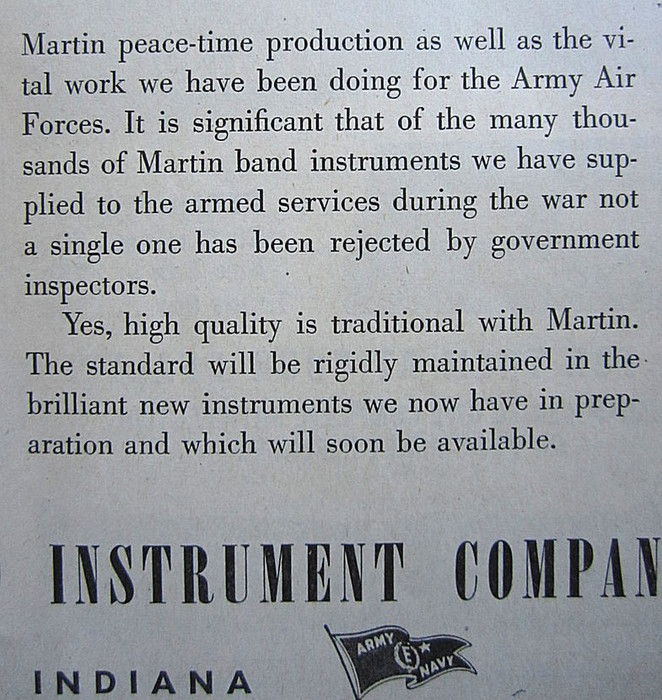 Martin peace-time production as well as the vi-
tal work we have been doing for the Army Air
Forces. It is significant that of the many thou-
sands of Martin band instruments we have sup-
plied to the armed services during the war not
a single one has been rejected by government
inspectors.
Yes, high quality is traditional with Martin.
The standard will be rigidly maintained in the
brilliant new instruments we now have in prep-
aration and which will soon be available.
INSTRUMENT COMPAN
ARMY E NAVY
INDIANA